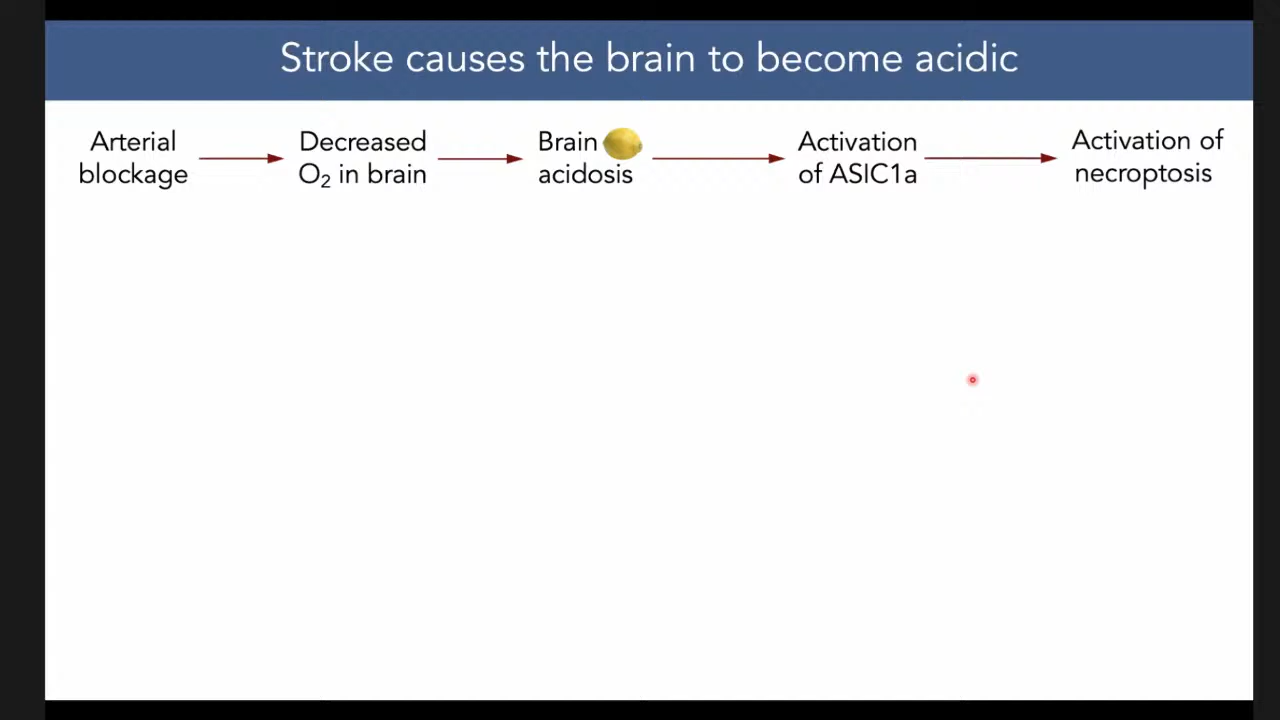 Stroke causes the brain to become acidic
Arterial
blockage
Decreased
O₂ in brain
Brain
acidosis
Activation
of ASIC1a
Activation of
necroptosis